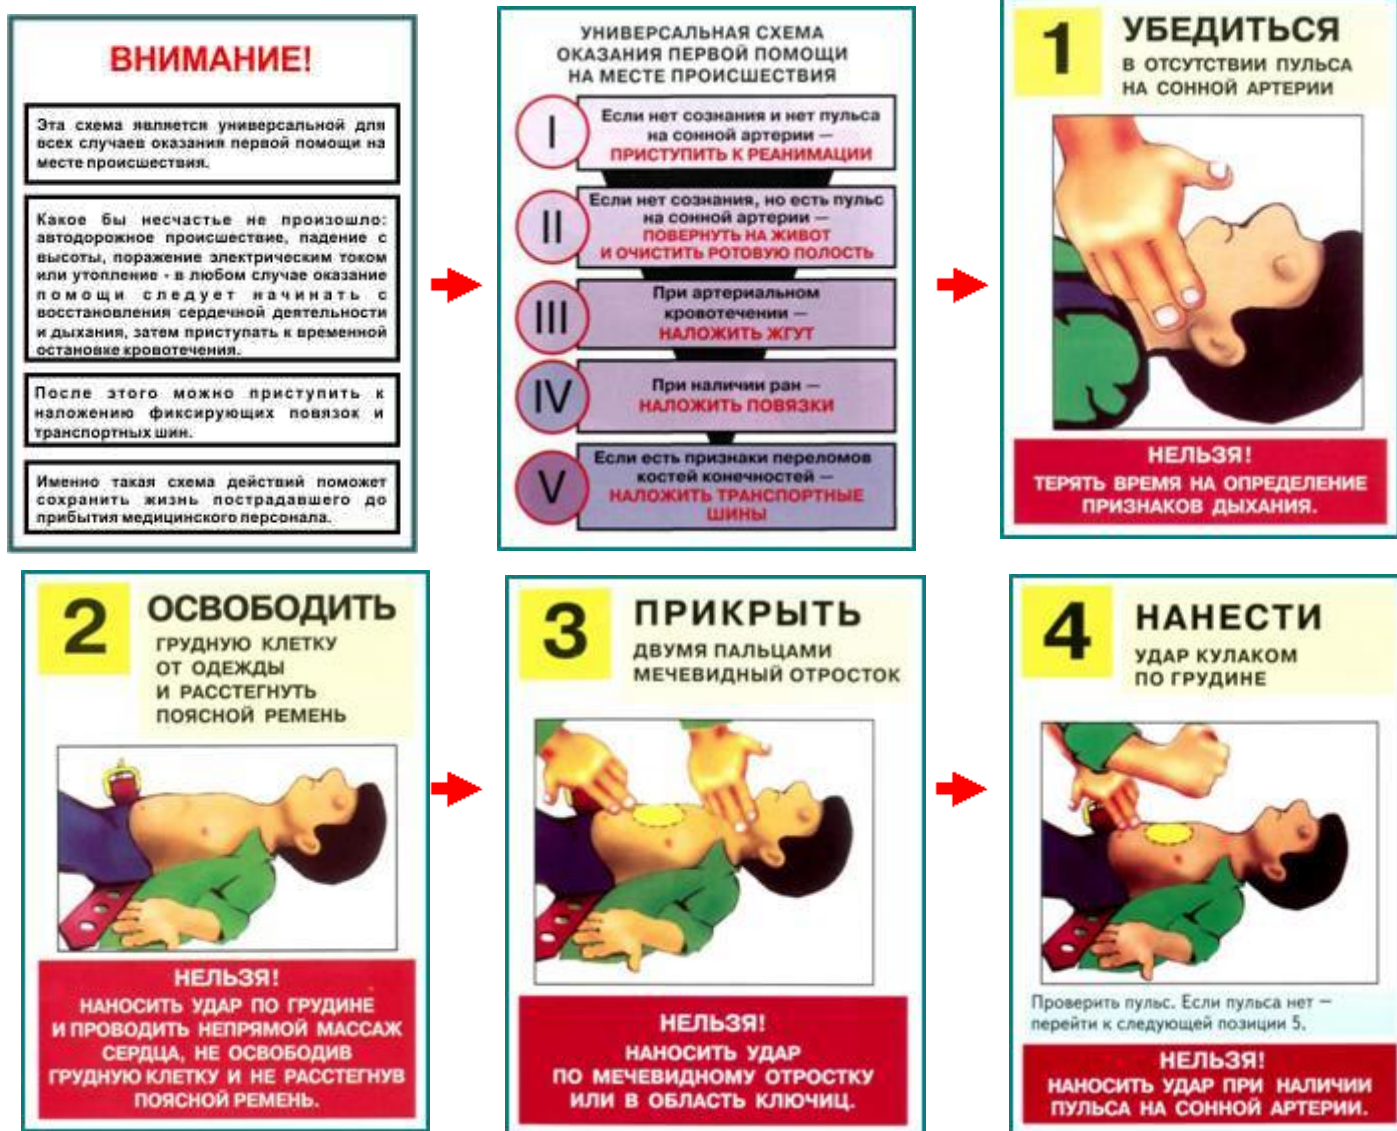 ВНИМАНИЕ!
Эта схема является универсальной для
всех случаев оказания первой помощи на
месте происшествия.
Какое бы несчастье не произошло:
автодорожное происшествие, падение с
высоты, поражение электрическим током
или утопление - в любом случае оказание
помощи следует начинать с
восстановления сердечной деятельности
и дыхания, затем приступать к временной
остановке кровотечения.
После этого можно приступить к
наложению фиксирующих повязок и
транспортных шин.
Именно такая схема действий поможет
сохранить жизнь пострадавшего до
прибытия медицинского персонала.
УНИВЕРСАЛЬНАЯ СХЕМА
ОКАЗАНИЯ ПЕРВОЙ ПОМОЩИ
НА МЕСТЕ ПРОИСШЕСТВИЯ
I
Если нет сознания и нет пульса
на сонной артерии —
ПРИСТУПИТЬ К РЕАНИМАЦИИ
II
Если нет сознания, но есть пульс
на сонной артерии —
ПОВЕРНУТЬ НА ЖИВОТ
И ОЧИСТИТЬ РОТОВУЮ ПОЛОСТЬ
III
При артериальном
кровотечении —
НАЛОЖИТЬ ЖГУТ
IV
При наличии ран —
НАЛОЖИТЬ ПОВЯЗКИ
V
Если есть признаки переломов
костей конечностей —
НАЛОЖИТЬ ТРАНСПОРТНЫЕ
ШИНЫ
1 УБЕДИТЬСЯ
В ОТСУТСТВИИ ПУЛЬСА
НА СОННОЙ АРТЕРИИ
НЕЛЬЗЯ!
ТЕРЯТЬ ВРЕМЯ НА ОПРЕДЕЛЕНИЕ
ПРИЗНАКОВ ДЫХАНИЯ.
2 ОСВОБОДИТЬ
ГРУДНУЮ КЛЕТКУ
ОТ ОДЕЖДЫ
И РАССТЕГНУТЬ
ПОЯСНОЙ РЕМЕНЬ
НЕЛЬЗЯ!
НАНОСИТЬ УДАР ПО ГРУДИНЕ
И ПРОВОДИТЬ НЕПРЯМОЙ МАССАЖ
СЕРДЦА, НЕ ОСВОБОДИВ
ГРУДНУЮ КЛЕТКУ И НЕ РАССТЕГНУВ
ПОЯСНОЙ РЕМЕНЬ.
3 ПРИКРЫТЬ
ДВУМЯ ПАЛЬЦАМИ
МЕЧЕВИДНЫЙ ОТРОСТОК
НЕЛЬЗЯ!
НАНОСИТЬ УДАР
ПО МЕЧЕВИДНОМУ ОТРОСТКУ
ИЛИ В ОБЛАСТЬ КЛЮЧИЦ.
4 НАНЕСТИ
УДАР КУЛАКОМ
ПО ГРУДИНЕ
Проверить пульс. Если пульса нет —
перейти к следующей позиции 5.
НЕЛЬЗЯ!
НАНОСИТЬ УДАР ПРИ НАЛИЧИИ
ПУЛЬСА НА СОННОЙ АРТЕРИИ.